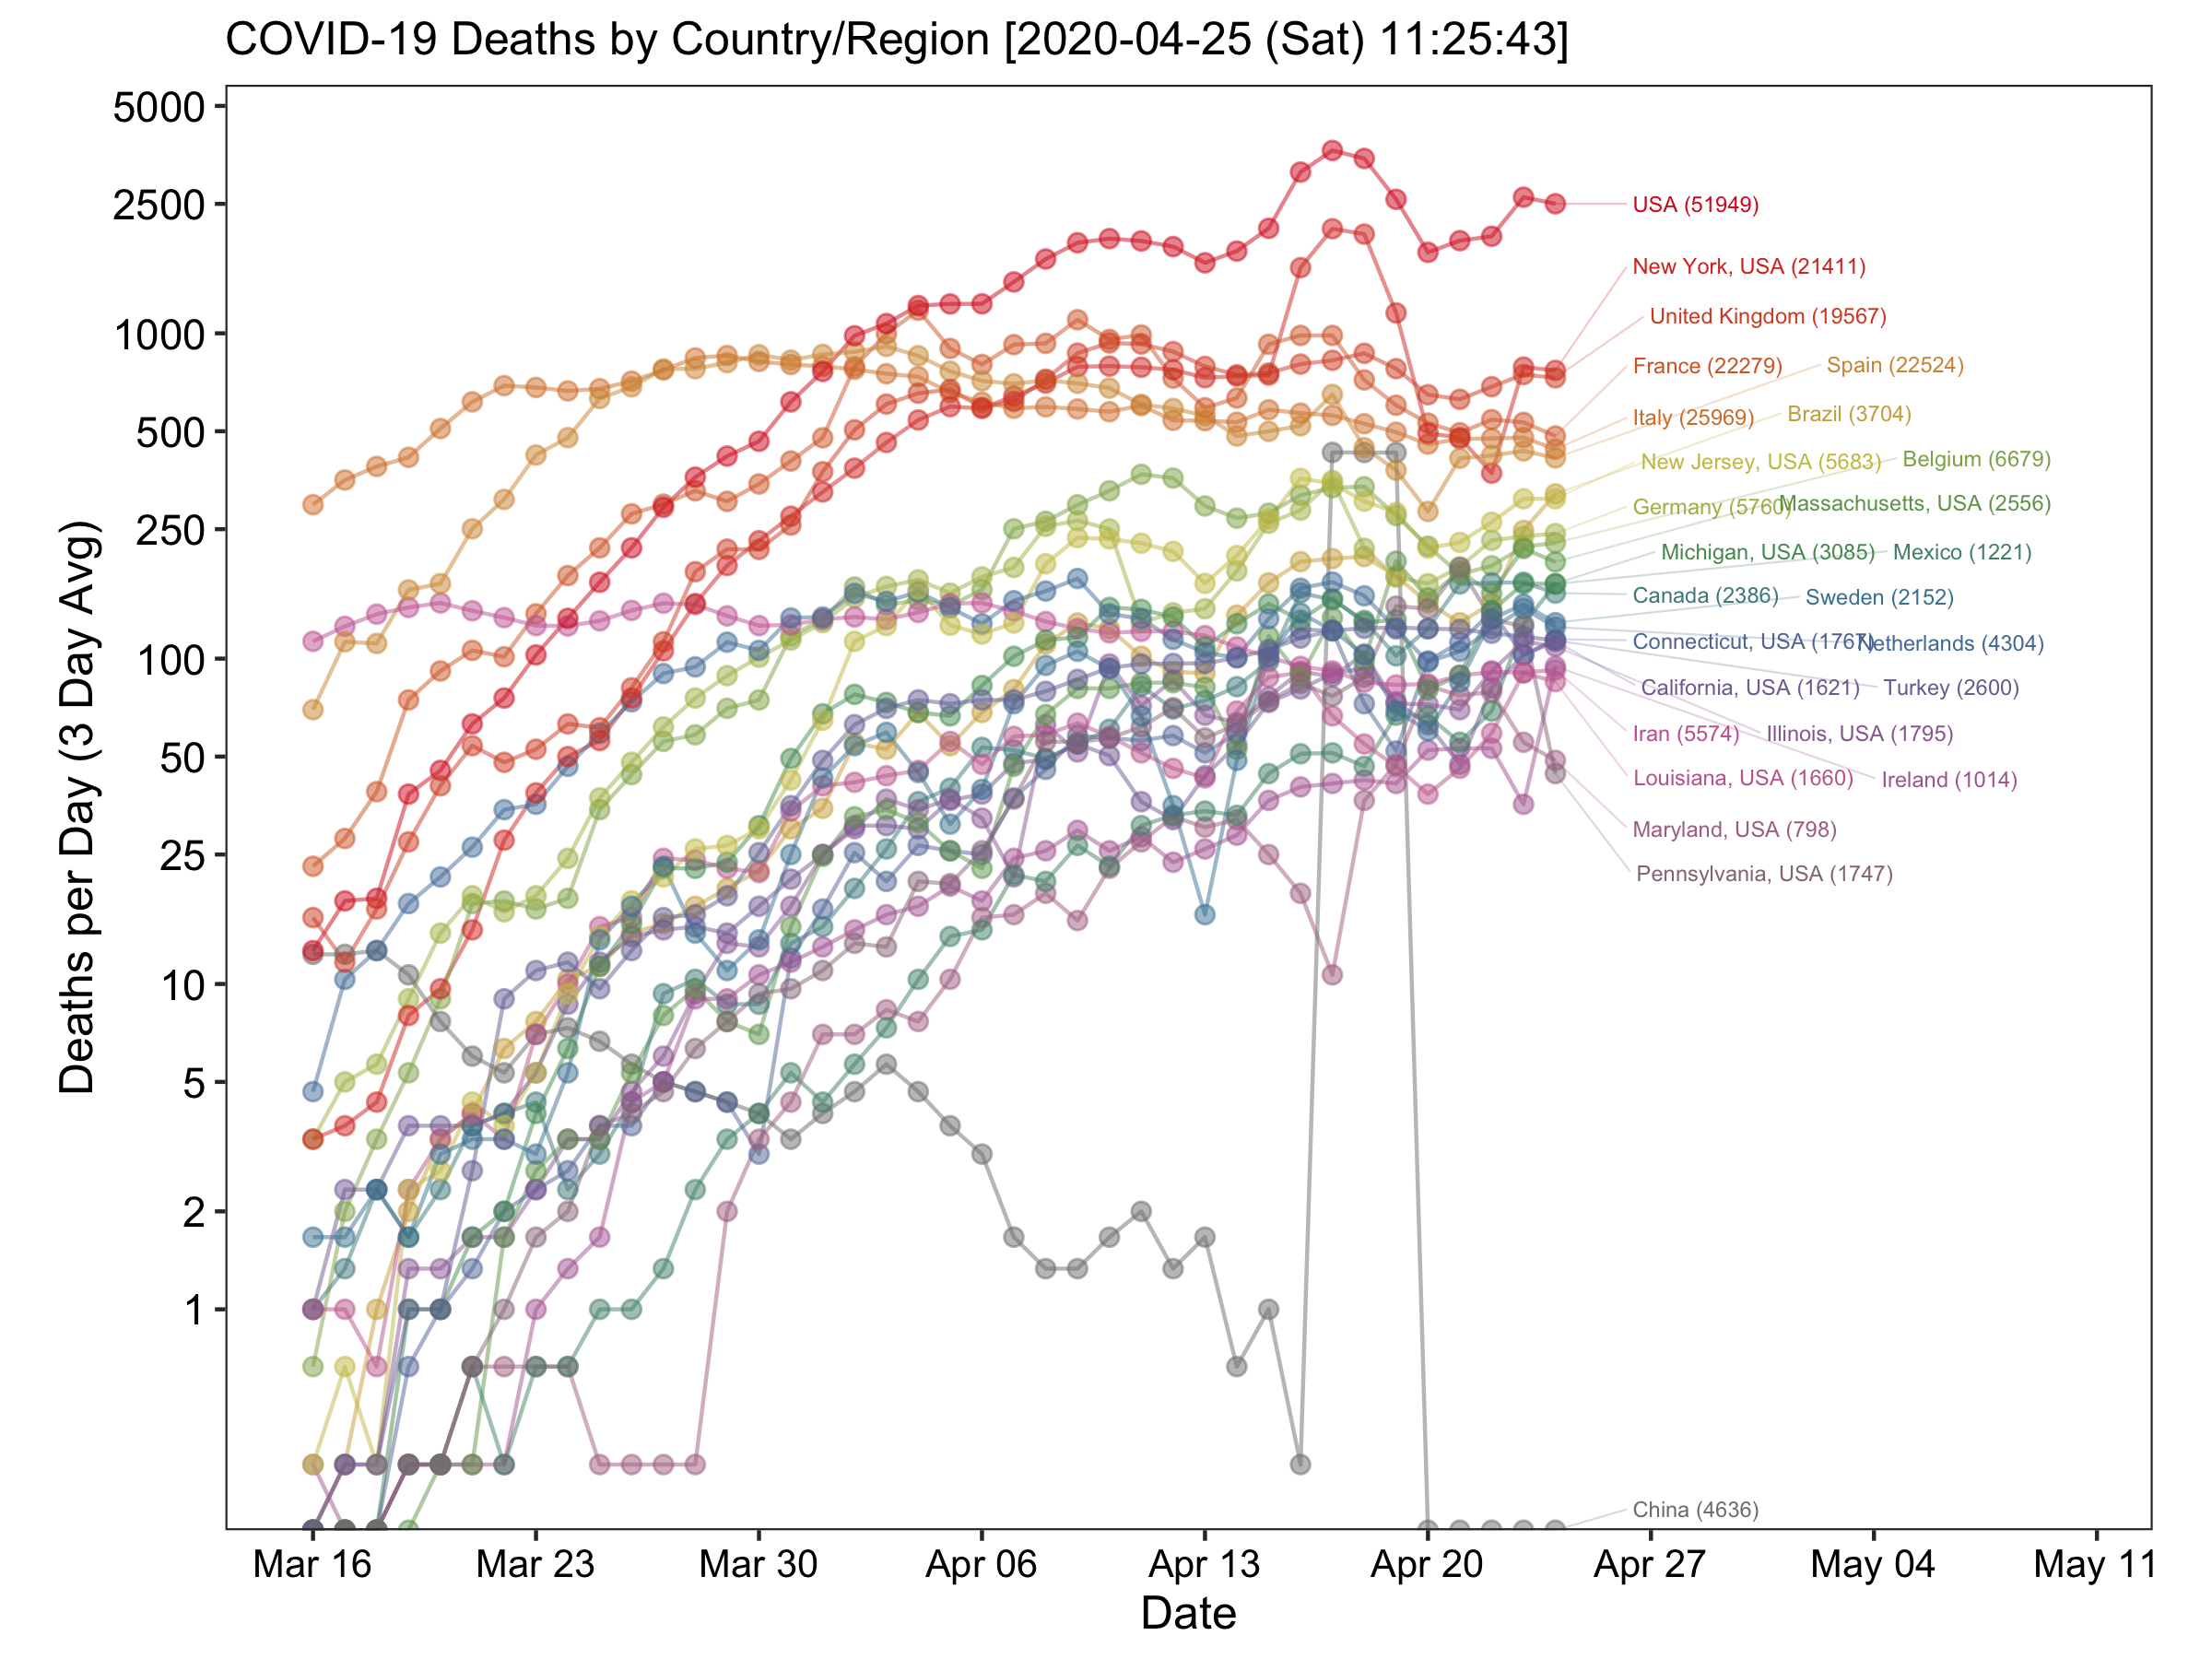 COVID-19 Deaths by Country/Region [2020-04-25 (Sat) 11:25:43]
Deaths per Day (3 Day Avg)
5000
2500
1000
500
250
100
50
25
10
5
2
1
USA (51949)
New York, USA (21411)
United Kingdom (19567)
France (22279)
Spain (22524)
Italy (25969)
Brazil (3704)
New Jersey, USA (5683)
Belgium (6679)
Germany (5760)
Massachusetts, USA (2556)
Michigan, USA (3085)
Mexico (1221)
Canada (2386)
Sweden (2152)
Connecticut, USA (1767)
Netherlands (4304)
California, USA (1621)
Turkey (2600)
Iran (5574)
Illinois, USA (1795)
Louisiana, USA (1660)
Ireland (1014)
Maryland, USA (798)
Pennsylvania, USA (1747)
China (4636)
Mar 16
Mar 23
Mar 30
Apr 06
Apr 13
Apr 20
Apr 27
May 04
May 11
Date